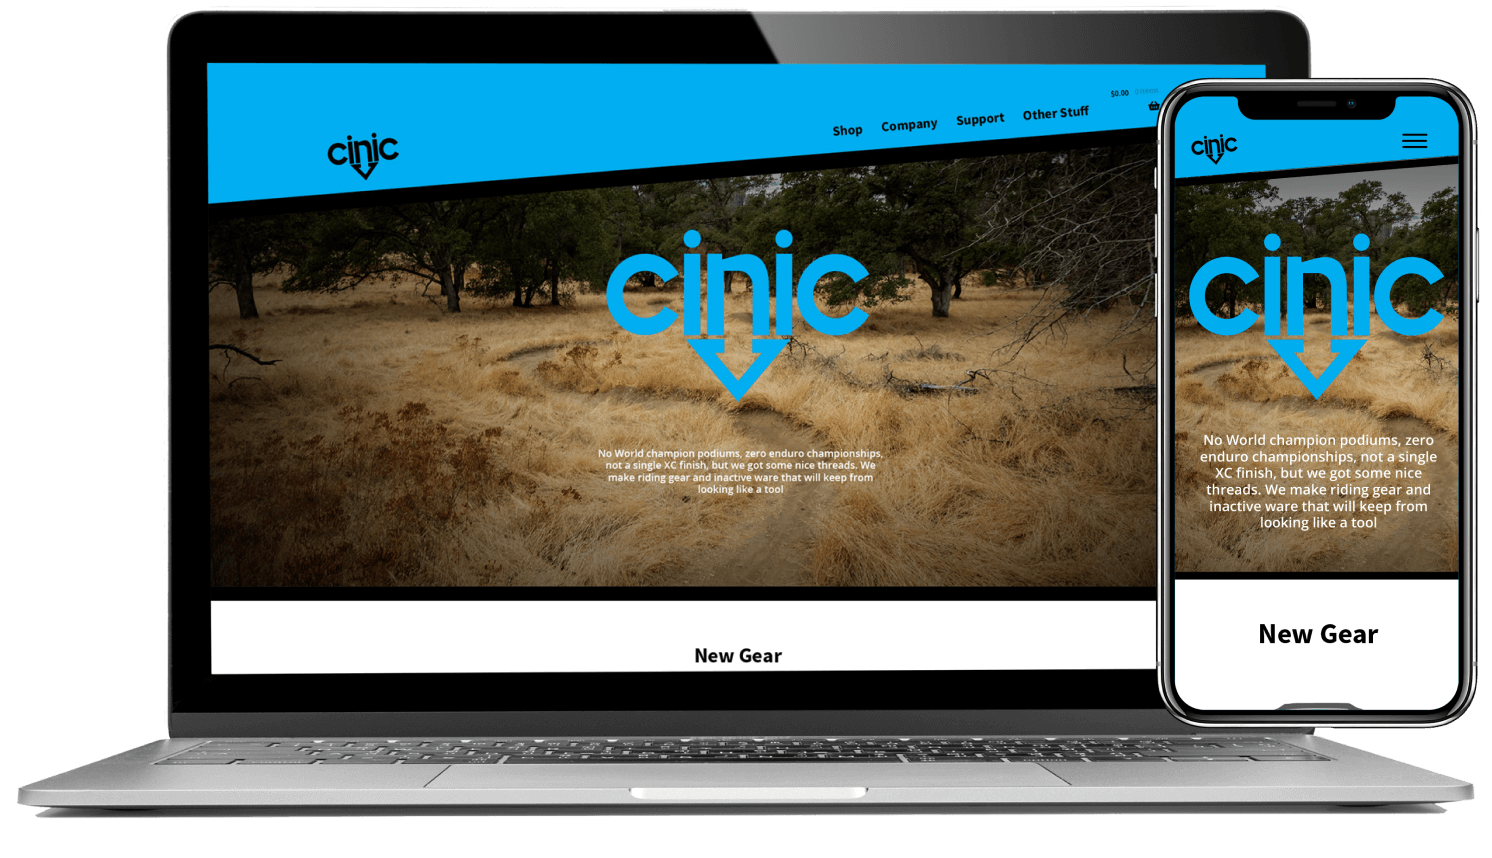 $0.00 0 Items
Shop Company Support Other Stuff
cinic
cinic
No World champion podiums, zero enduro championships,
not a single XC finish, but we got some nice threads. We
make riding gear and inactive ware that will keep from
looking like a tool
New Gear
cinic
cinic
No World champion podiums, zero
enduro championships, not a single
XC finish, but we got some nice
threads. We make riding gear and
inactive ware that will keep from
looking like a tool
New Gear